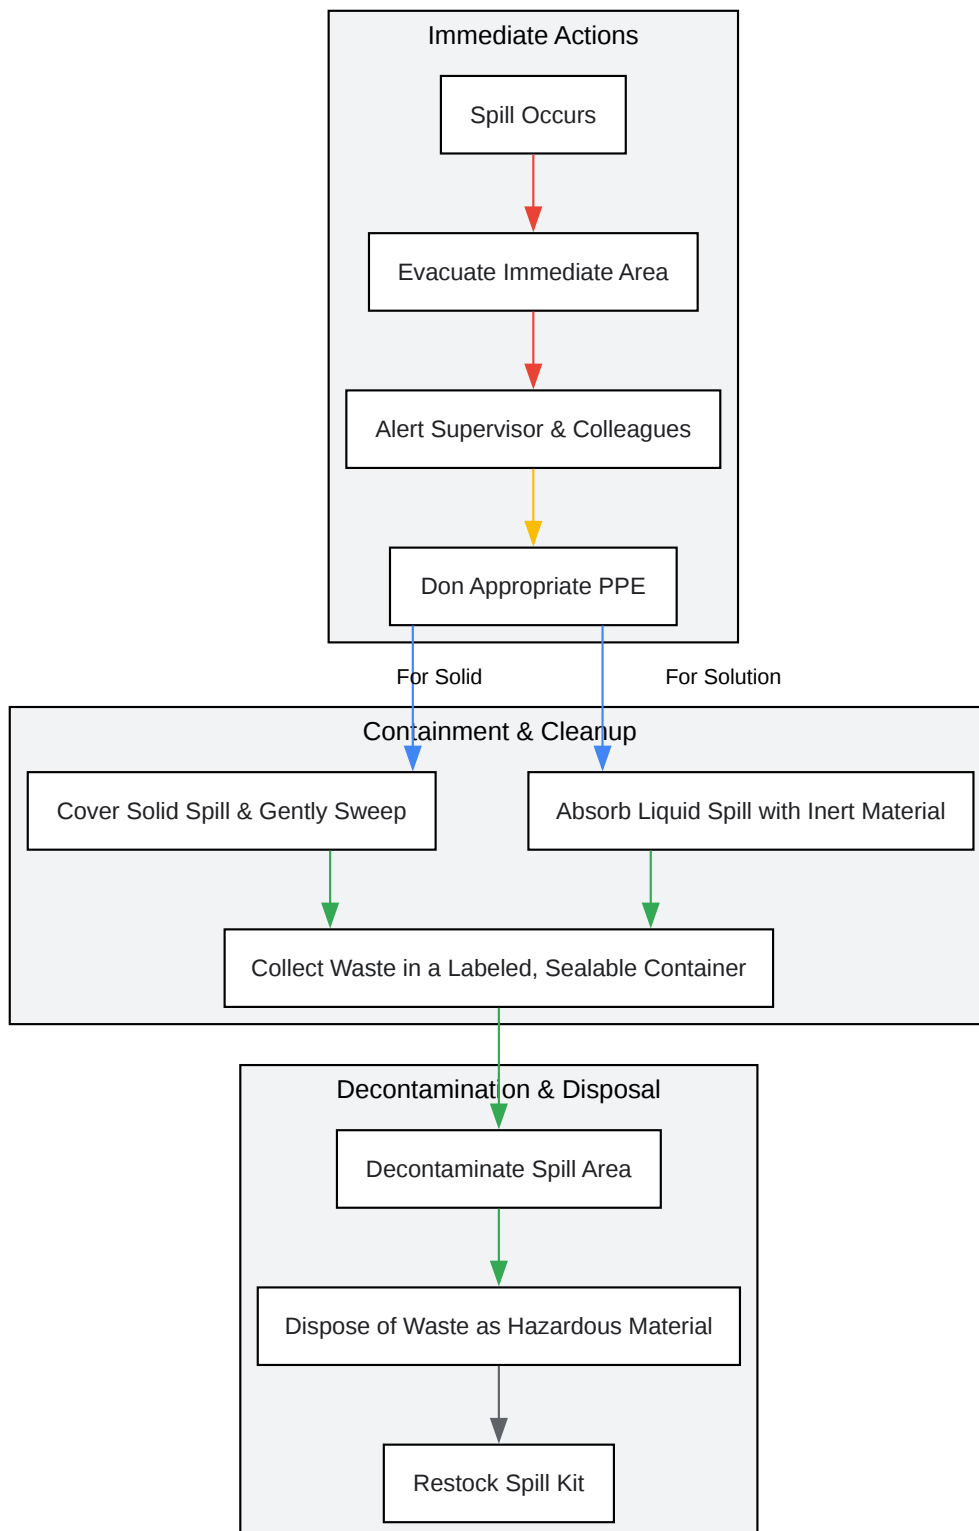 Immediate Actions
Spill Occurs
Evacuate Immediate Area
Alert Supervisor & Colleagues
Don Appropriate PPE
For Solid
For Solution
Containment & Cleanup
Cover Solid Spill & Gently Sweep
Absorb Liquid Spill with Inert Material
Collect Waste in a Labeled, Sealable Container
Decontamination & Disposal
Decontaminate Spill Area
Dispose of Waste as Hazardous Material
Restock Spill Kit